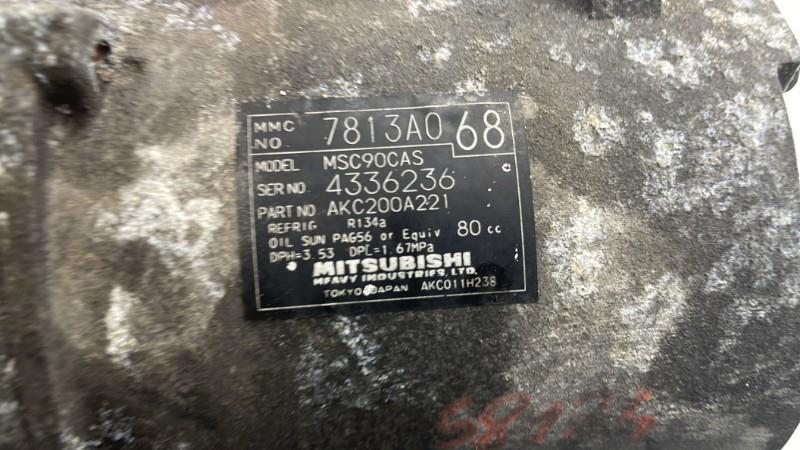 MMC NO 7813A0 68
MODEL MSC90CAS
SER NO 4336236
PART NO AKC200A221
REFRIG R134a
OIL SUN PAG56 or Equiv 80 cc
DPH=3.53 DPL=1.67MPa
MITSUBISHI
HEAVY INDUSTRIES, LTD.
TOKYO JAPAN AKC011H238